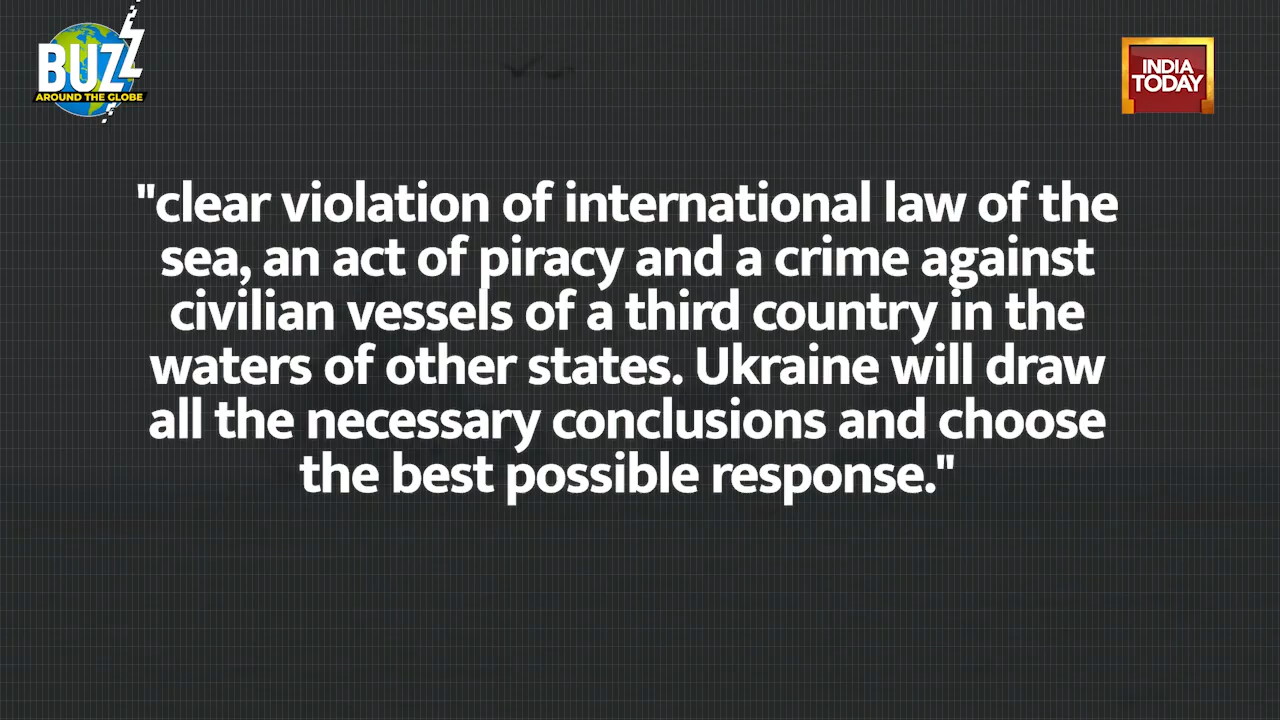 BUZZ
AROUND THE GLOBE
INDIA
TODAY
"clear violation of international law of the
sea, an act of piracy and a crime against
civilian vessels of a third country in the
waters of other states. Ukraine will draw
all the necessary conclusions and choose
the best possible response."